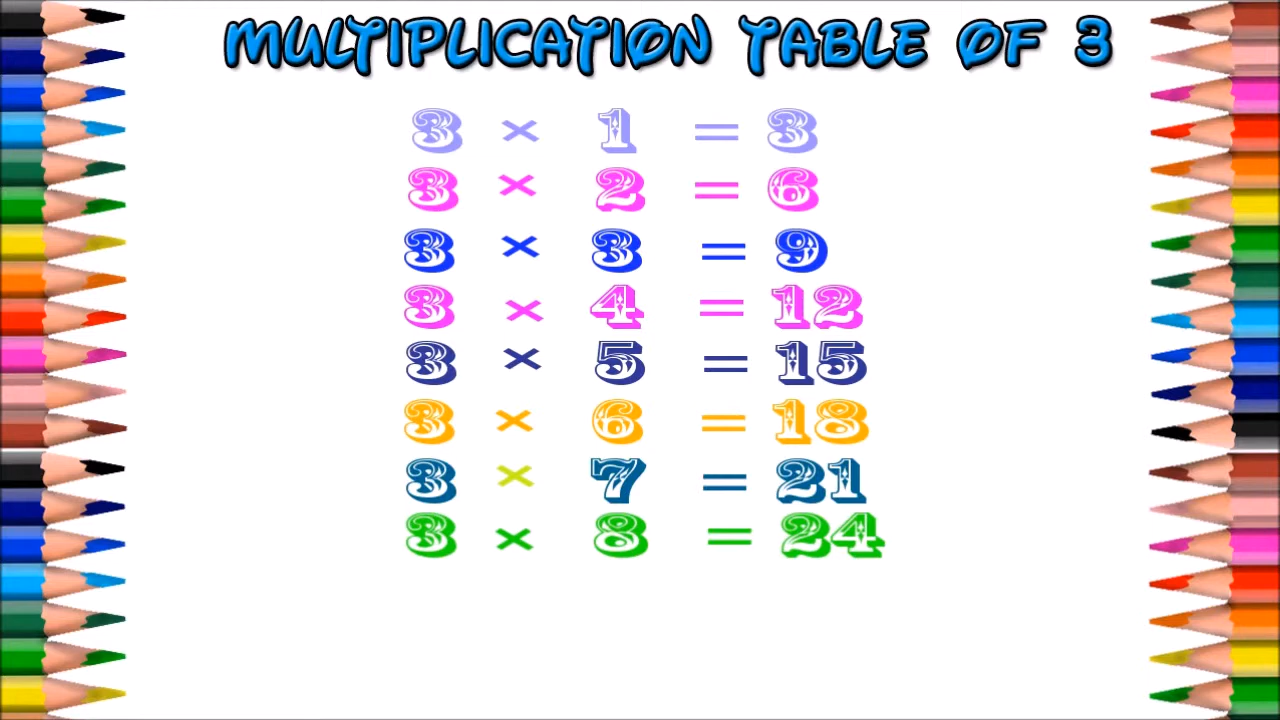 MULTIPLICATION TABLE OF 3
3 × 1 = 3
3 × 2 = 6
3 × 3 = 9
3 × 4 = 12
3 × 5 = 15
3 × 6 = 18
3 × 7 = 21
3 × 8 = 24